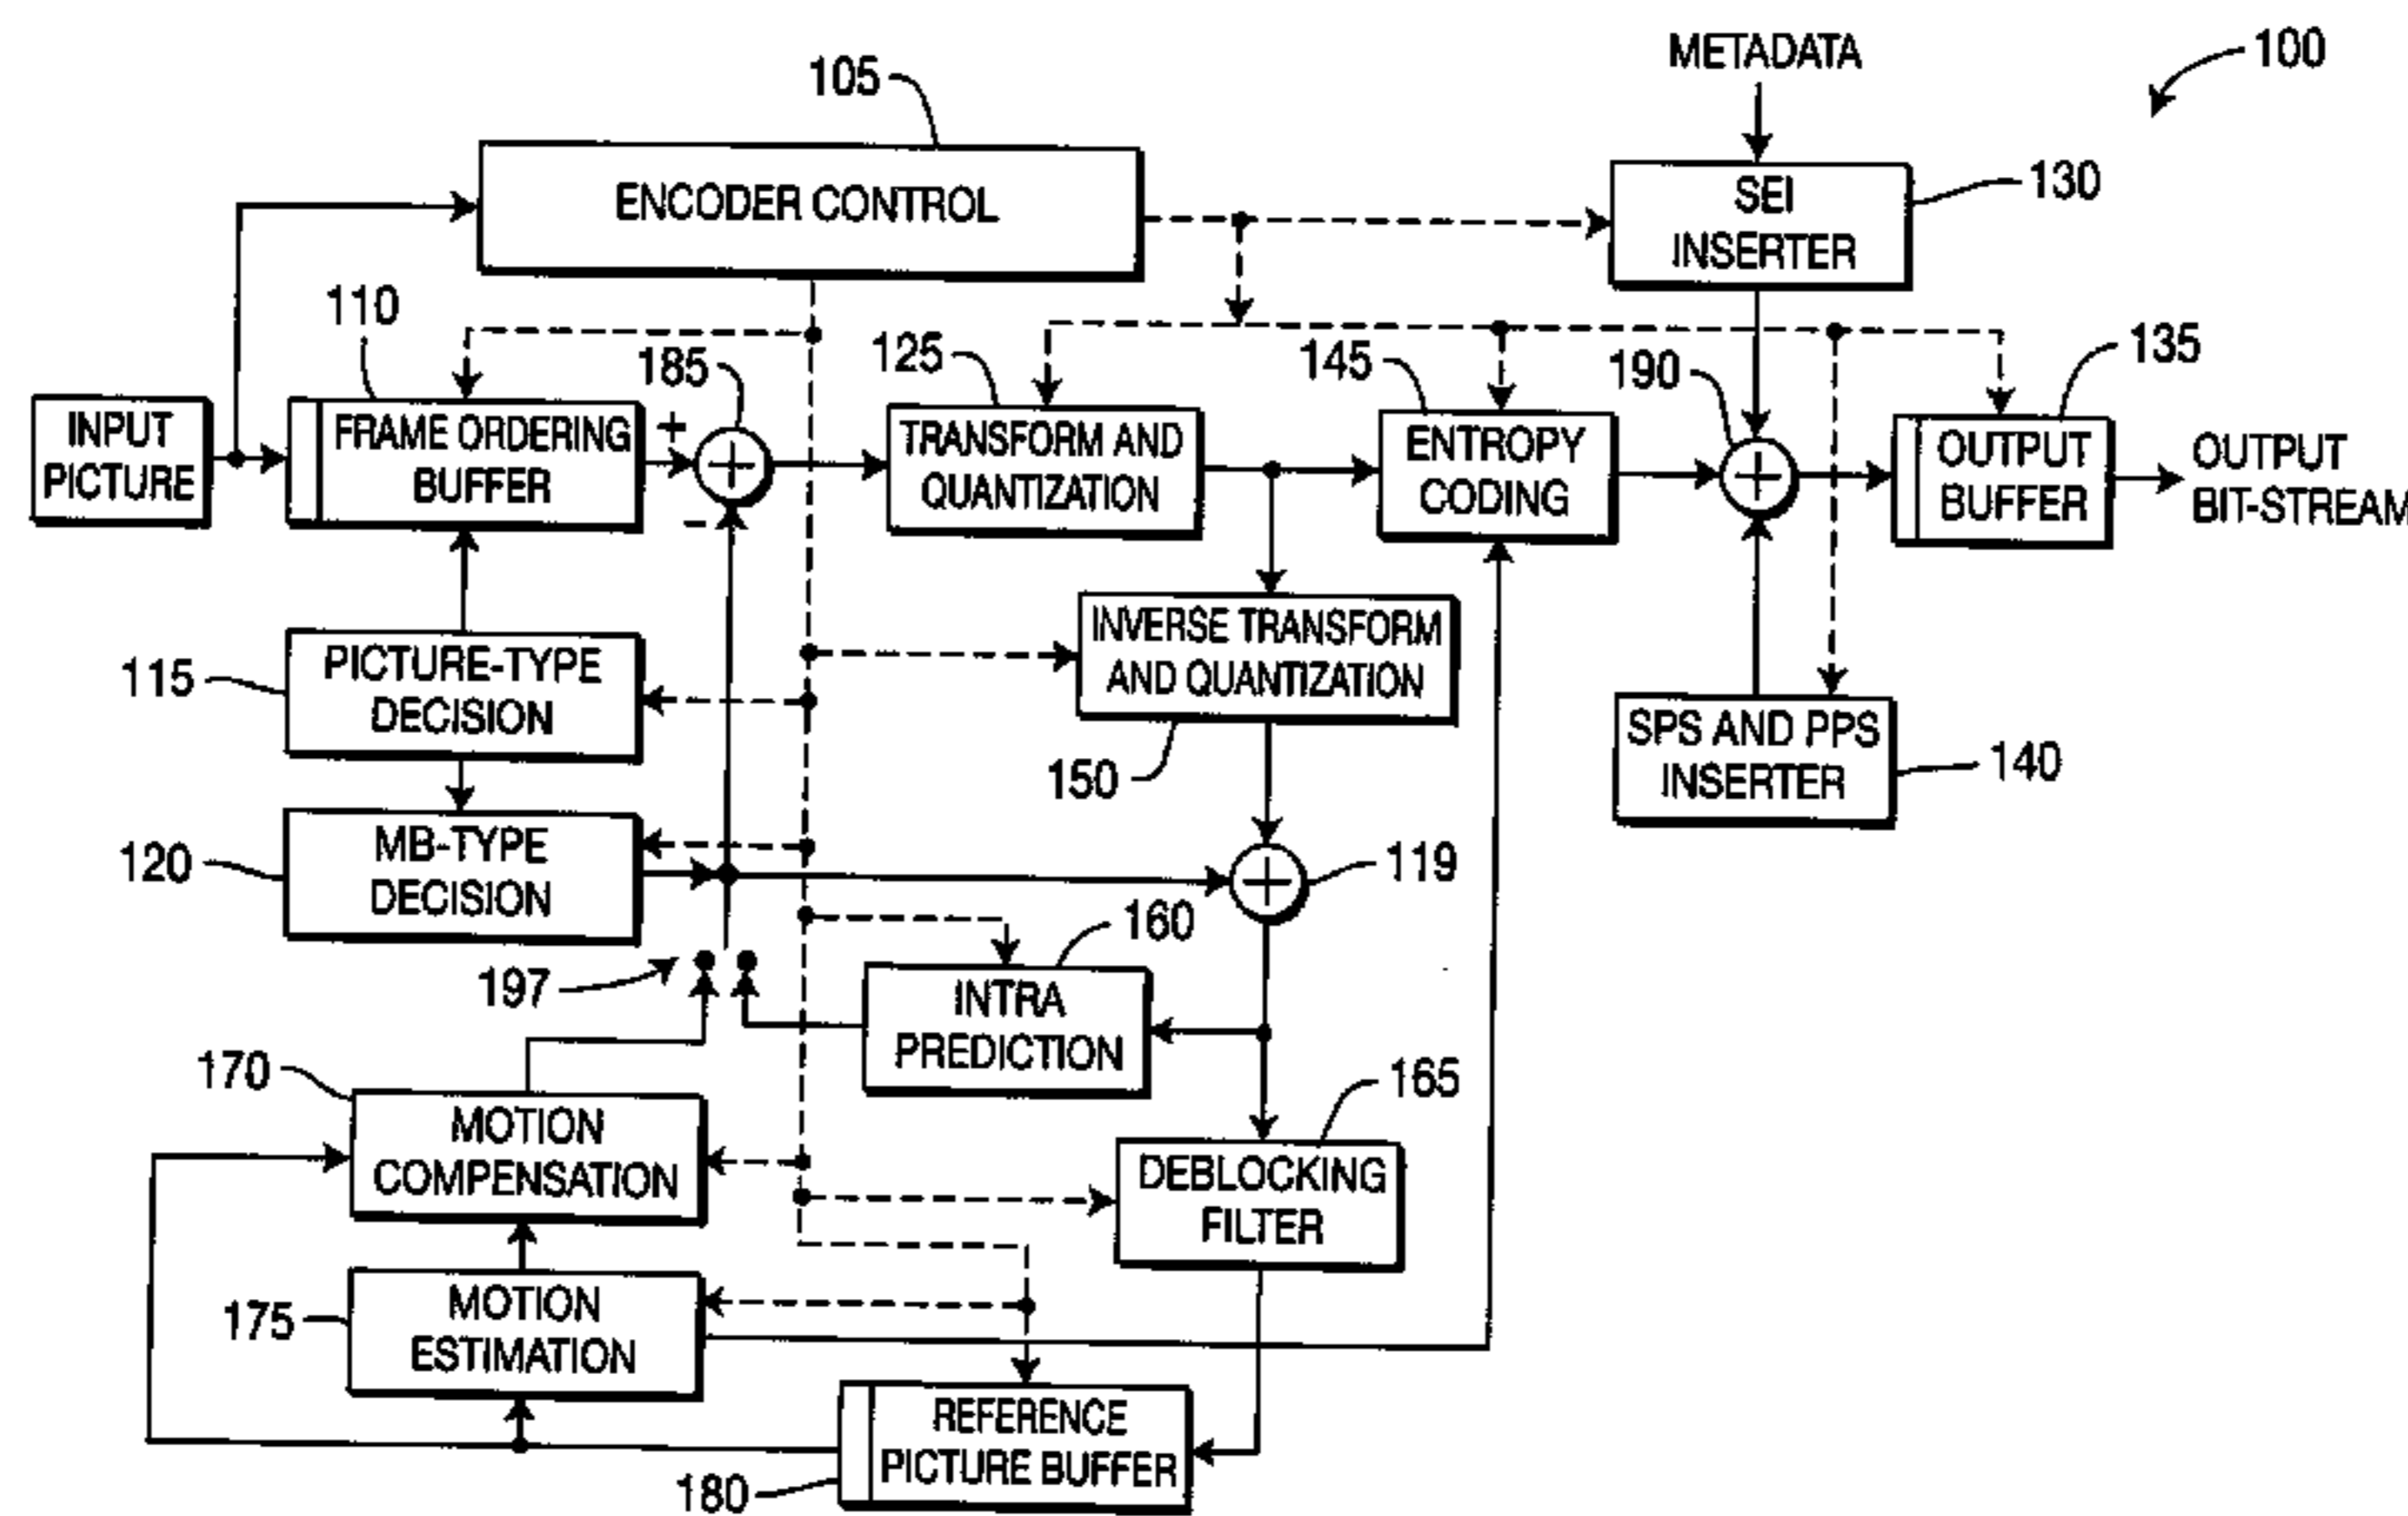 METADATA
100
105
ENCODER CONTROL
SEI
INSERTER
130
110
185
125
145
190
135
INPUT
PICTURE
FRAME ORDERING
BUFFER
+
-
TRANSFORM AND
QUANTIZATION
ENTROPY
CODING
OUTPUT
BUFFER
OUTPUT
BIT-STREAM
115
PICTURE-TYPE
DECISION
INVERSE TRANSFORM
AND QUANTIZATION
150
SPS AND PPS
INSERTER
140
120
MB-TYPE
DECISION
119
197
160
INTRA
PREDICTION
170
MOTION
COMPENSATION
165
DEBLOCKING
FILTER
175
MOTION
ESTIMATION
REFERENCE
PICTURE BUFFER
180